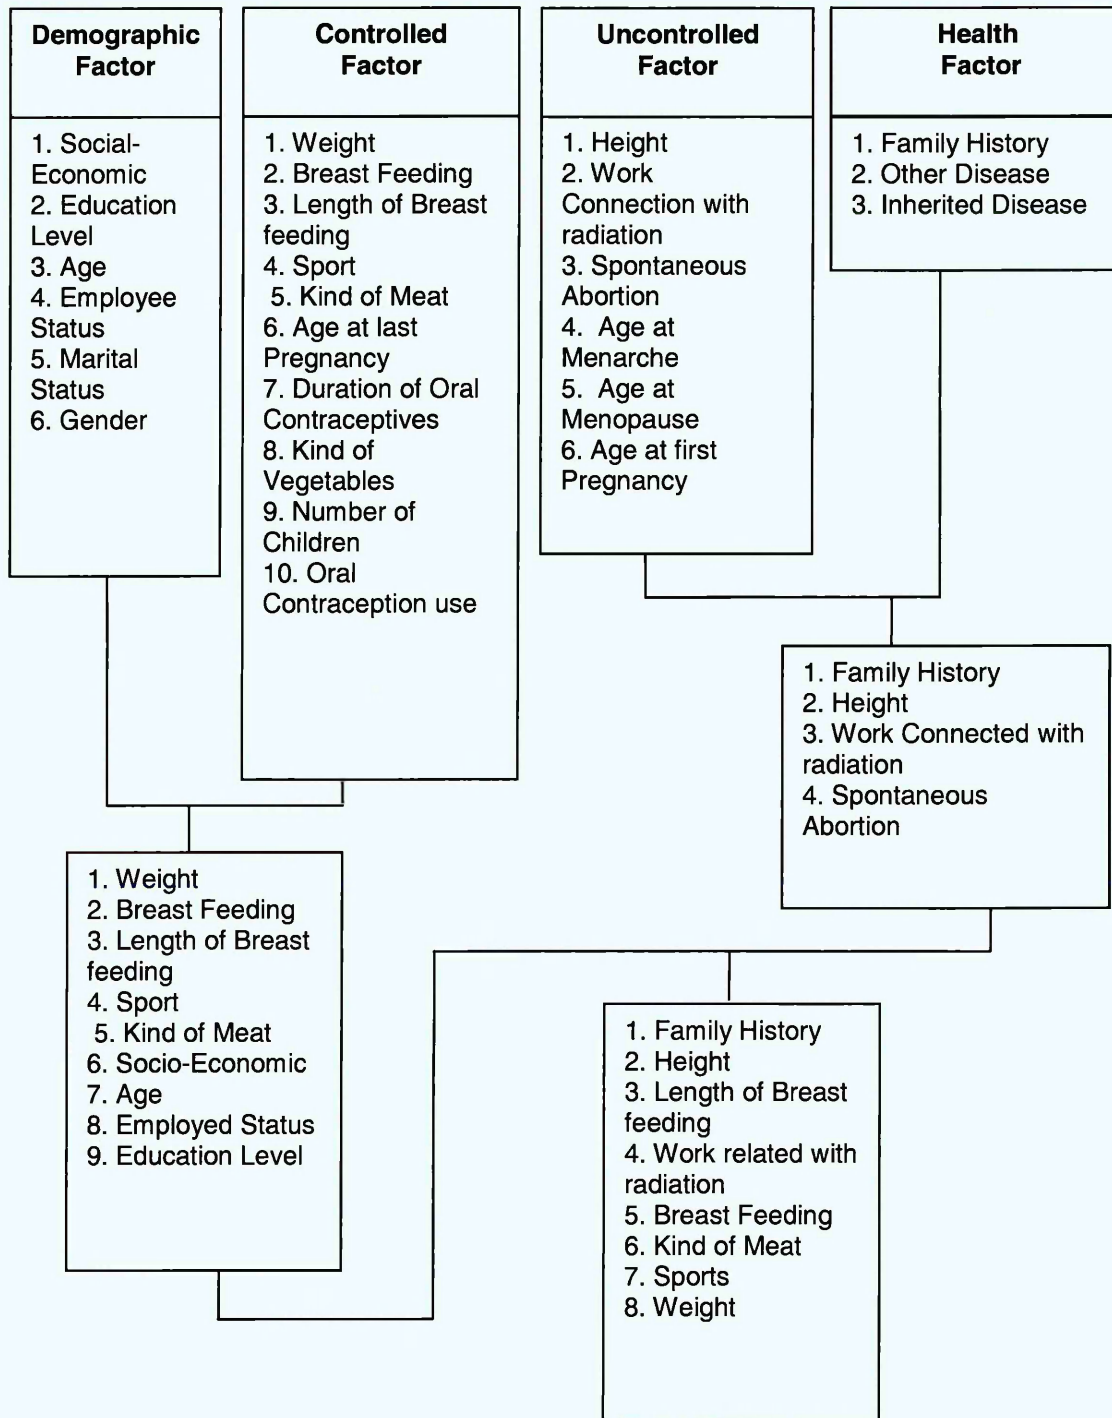 Demographic
Factor
1. Social-
Economic
2. Education
Level
3. Age
4. Employee
Status
5. Marital
Status
6. Gender
Controlled
Factor
1. Weight
2. Breast Feeding
3. Length of Breast
feeding
4. Sport
5. Kind of Meat
6. Age at last
Pregnancy
7. Duration of Oral
Contraceptives
8. Kind of
Vegetables
9. Number of
Children
10. Oral
Contraception use
Uncontrolled
Factor
1. Height
2. Work
Connection with
radiation
3. Spontaneous
Abortion
4. Age at
Menarche
5. Age at
Menopause
6. Age at first
Pregnancy
Health
Factor
1. Family History
2. Other Disease
3. Inherited Disease
1. Family History
2. Height
3. Work Connected with
radiation
4. Spontaneous
Abortion
1. Weight
2. Breast Feeding
3. Length of Breast
feeding
4. Sport
5. Kind of Meat
6. Socio-Economic
7. Age
8. Employed Status
9. Education Level
1. Family History
2. Height
3. Length of Breast
feeding
4. Work related with
radiation
5. Breast Feeding
6. Kind of Meat
7. Sports
8. Weight